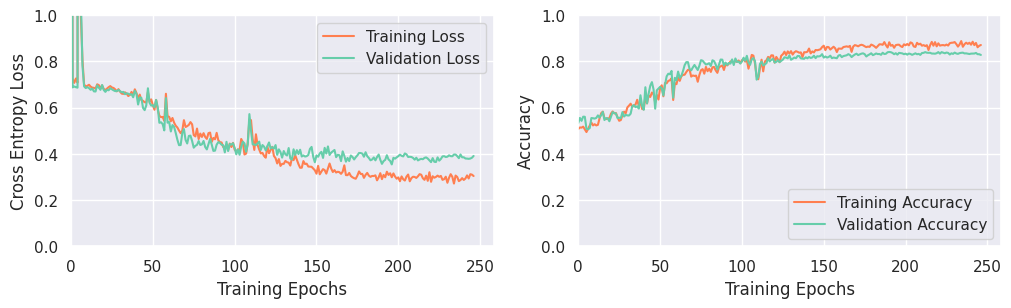 1.0
0.8
0.6
0.4
0.2
0.0
Cross Entropy Loss
Training Loss
Validation Loss
0 50 100 150 200 250
Training Epochs
1.0
0.8
0.6
0.4
0.2
0.0
Accuracy
Training Accuracy
Validation Accuracy
0 50 100 150 200 250
Training Epochs